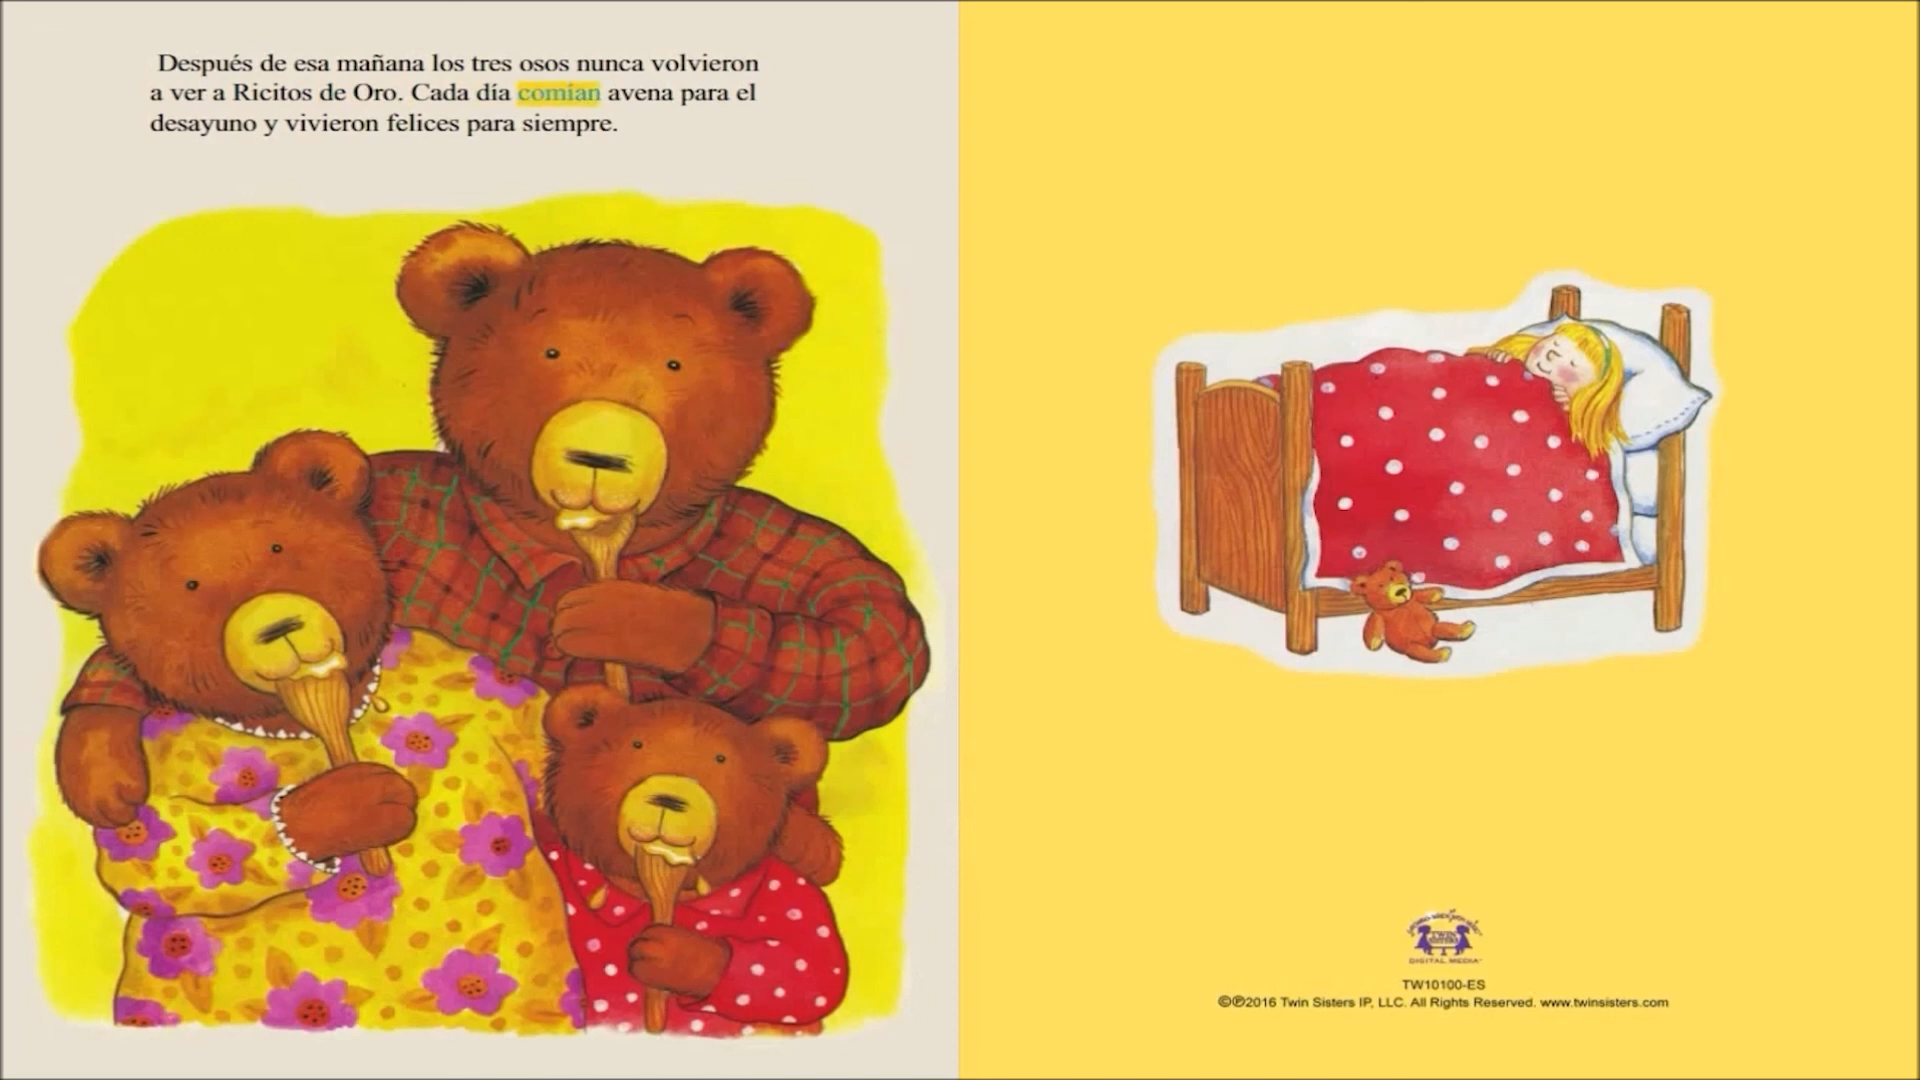 Después de esa mañana los tres osos nunca volvieron
a ver a Ricitos de Oro. Cada día comían avena para el
desayuno y vivieron felices para siempre.
TWIN
SISTERS
DIGITAL MEDIA
TW10100-ES
©℗2016 Twin Sisters IP, LLC. All Rights Reserved. www.twinsisters.com